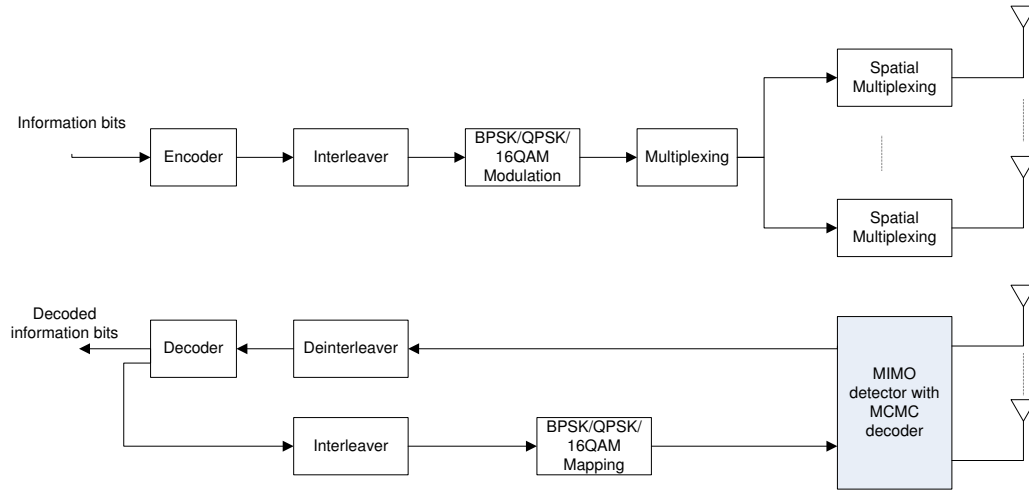 Spatial
Multiplexing
Information bits
Encoder
Interleaver
BPSK/QPSK/
16QAM
Modulation
Multiplexing
Spatial
Multiplexing
Decoded
information bits
Decoder
Deinterleaver
MIMO
detector with
MCMC
decoder
Interleaver
BPSK/QPSK/
16QAM
Mapping